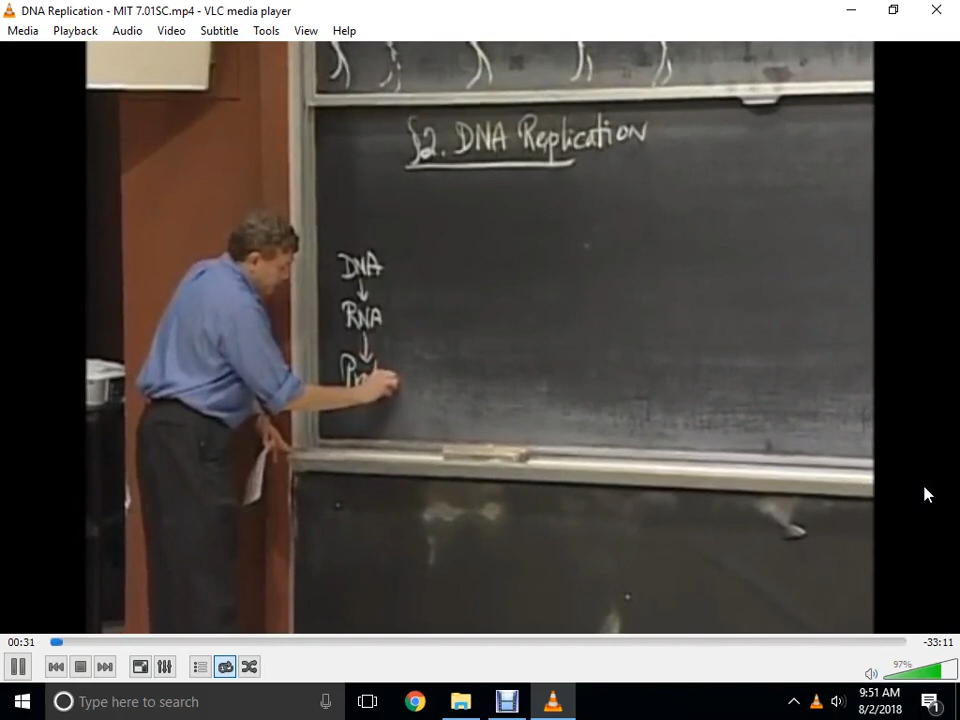 DNA Replication - MIT 7.01SC.mp4 - VLC media player
Media Playback Audio Video Subtitle Tools View Help
§2. DNA Replication
DNA
RNA
00:31
-33:11
97%
Type here to search
9:51 AM
8/2/2018
1